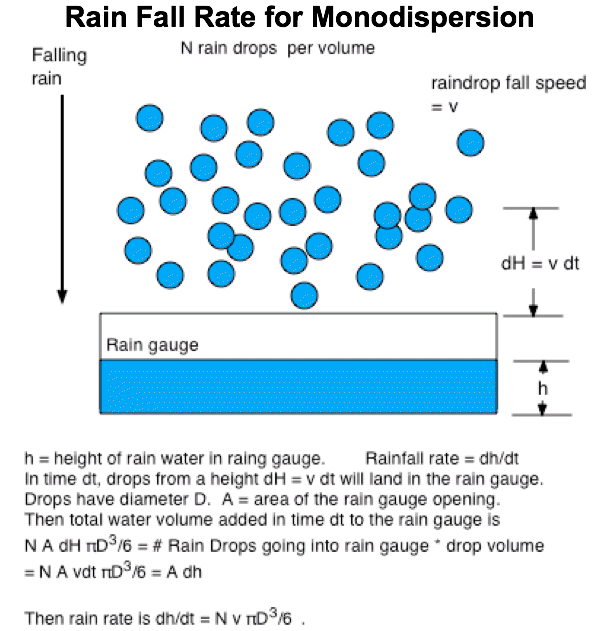 Rain Fall Rate for Monodispersion
N rain drops per volume
Falling
rain
raindrop fall speed
= v
dH = v dt
Rain gauge
h
h = height of rain water in raing gauge. Rainfall rate = dh/dt
In time dt, drops from a height dH = v dt will land in the rain gauge.
Drops have diameter D. A = area of the rain gauge opening.
Then total water volume added in time dt to the rain gauge is
N A dH πD³/6 = # Rain Drops going into rain gauge * drop volume
= N A vdt πD³/6 = A dh
Then rain rate is dh/dt = N v πD³/6 .